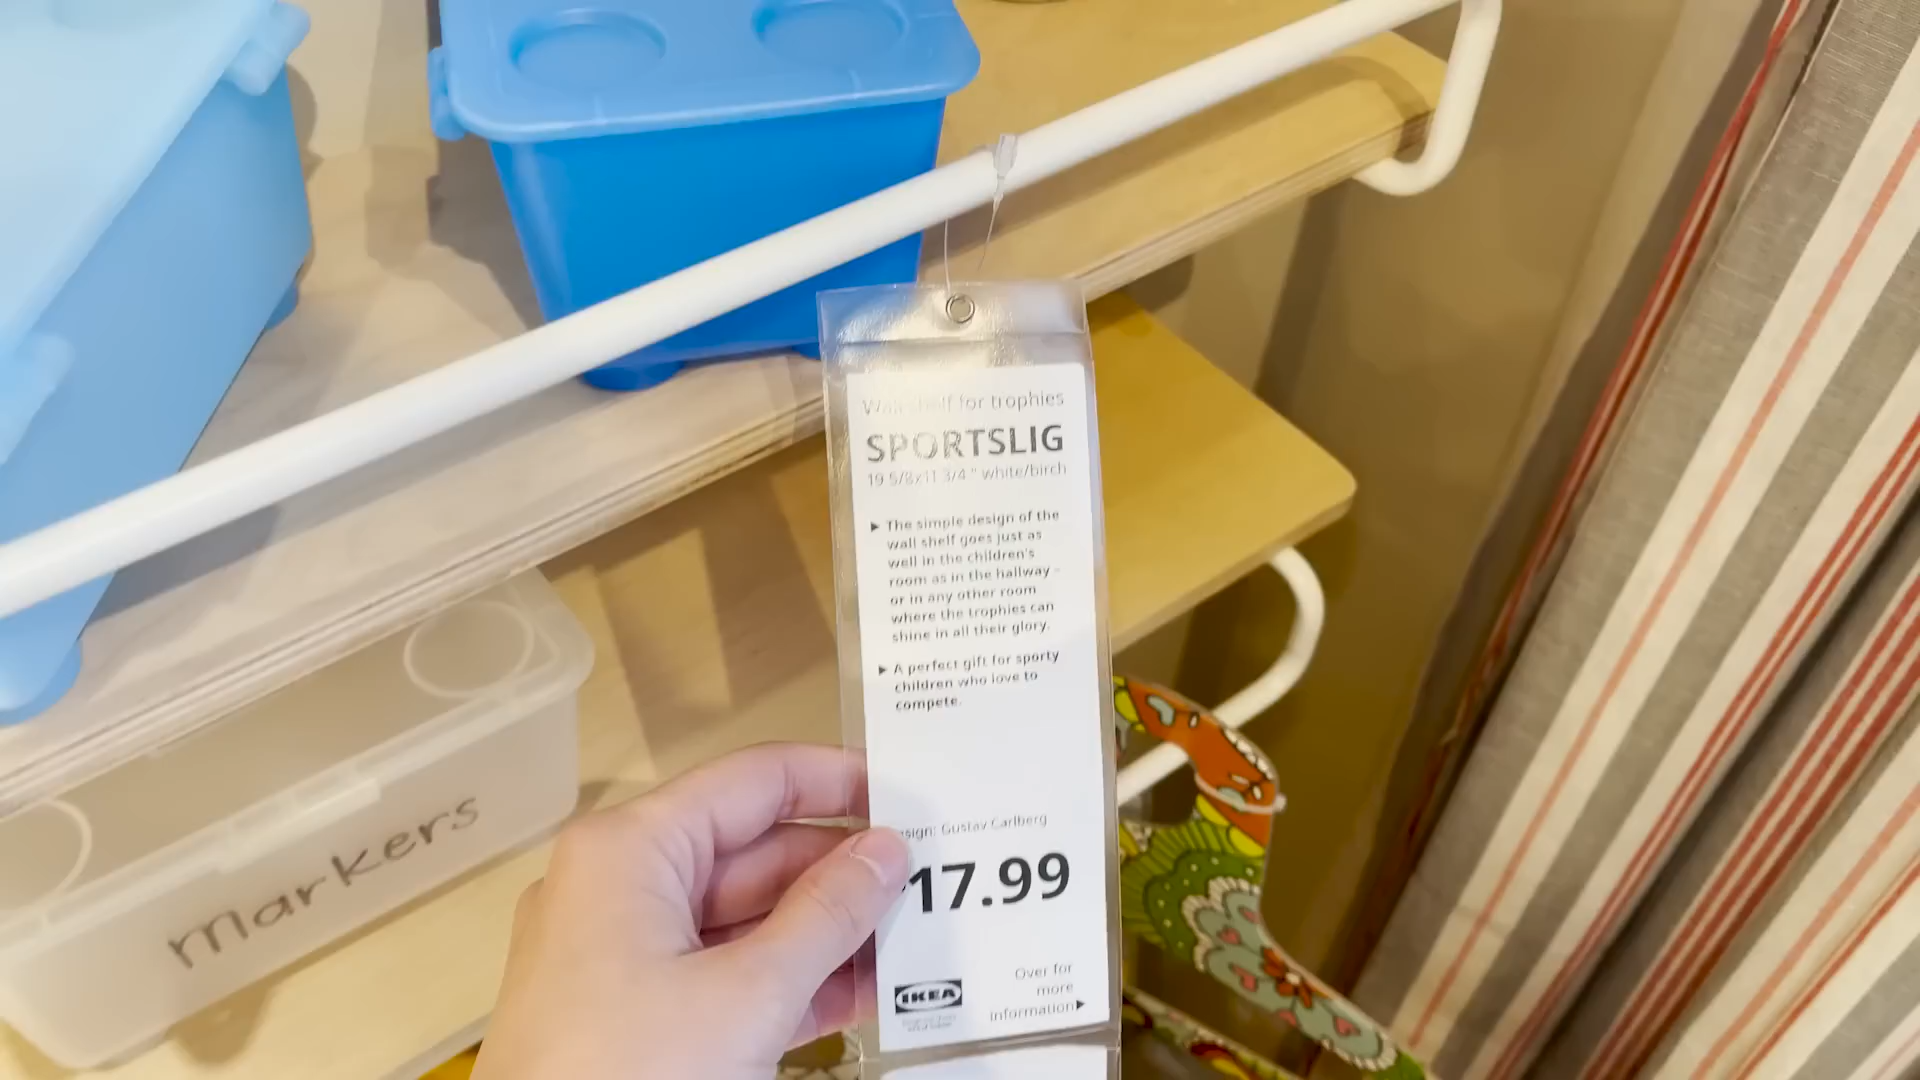 Wall shelf for trophies
SPORTSLIG
19 5/8x11 3/4 " white/birch
▶ The simple design of the
wall shelf goes just as
well in the children's
room as in the hallway –
or in any other room
where the trophies can
shine in all their glory.
▶ A perfect gift for sporty
children who love to
compete.
sign: Gustav Carlberg
17.99
IKEA
Over for
more
information▶
markers